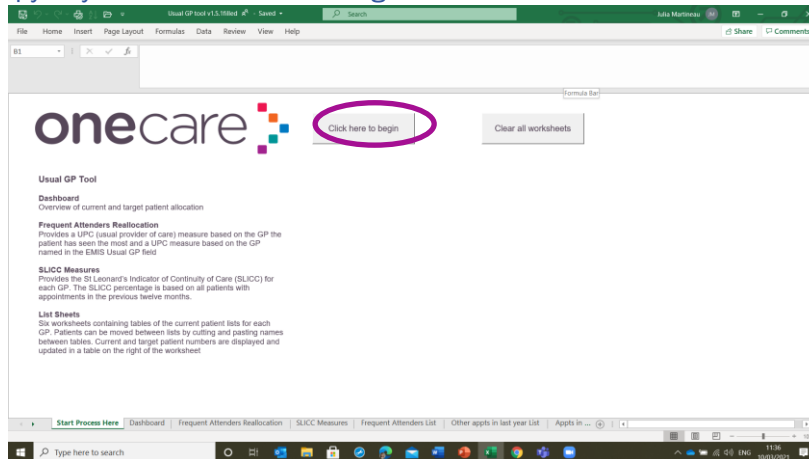 Usual GP tool v1.5.1filled - Saved
Search
Julia Martineau
File Home Insert Page Layout Formulas Data Review View Help
Share Comments
B1
Formula Bar
onecare
Click here to begin
Clear all worksheets
Usual GP Tool
Dashboard
Overview of current and target patient allocation
Frequent Attenders Reallocation
Provides a UPC (usual provider of care) measure based on the GP the
patient has seen the most and a UPC measure based on the GP
named in the EMIS Usual GP field
SLICC Measures
Provides the St Leonard's Indicator of Continuity of Care (SLICC) for
each GP. The SLICC percentage is based on all patients with
appointments in the previous twelve months.
List Sheets
Six worksheets containing tables of the current patient lists for each
GP. Patients can be moved between lists by cutting and pasting names
between tables. Current and target patient numbers are displayed and
updated in a table on the right of the worksheet
Start Process Here Dashboard Frequent Attenders Reallocation SLICC Measures Frequent Attenders List Other appts in last year List Appts in ...
Type here to search
ENG
11:36
10/03/2021